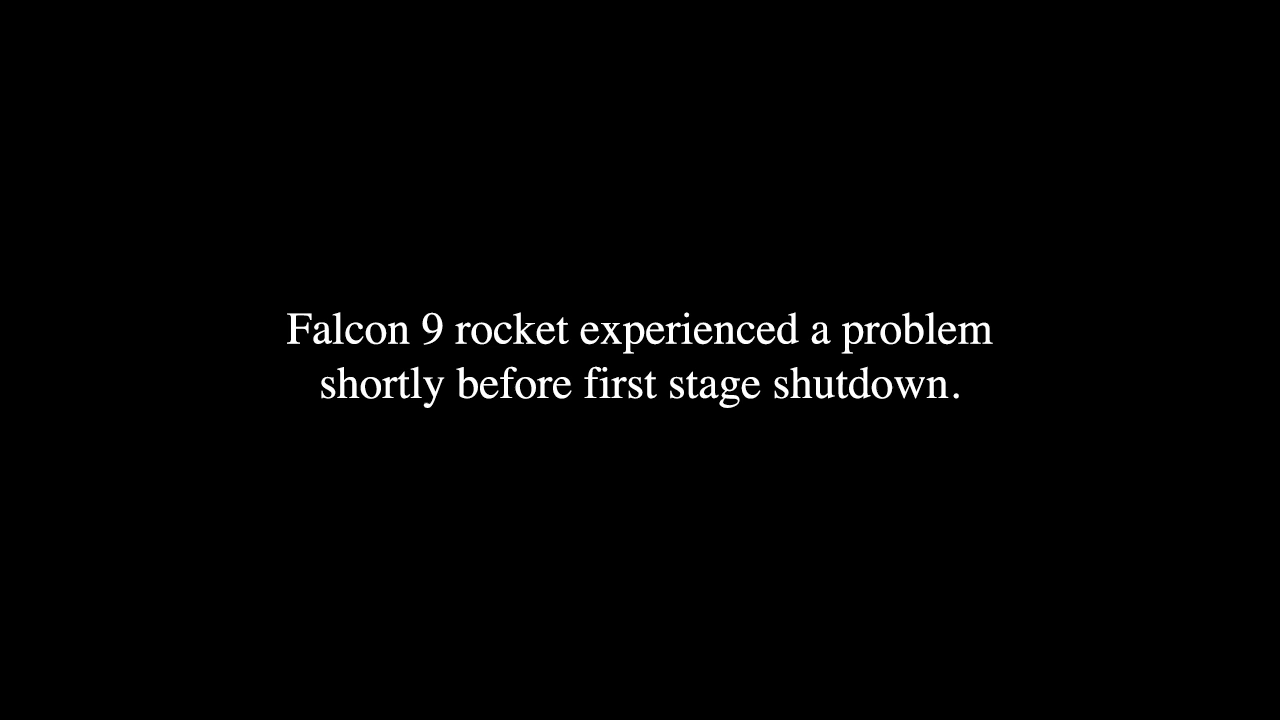 Falcon 9 rocket experienced a problem
shortly before first stage shutdown.